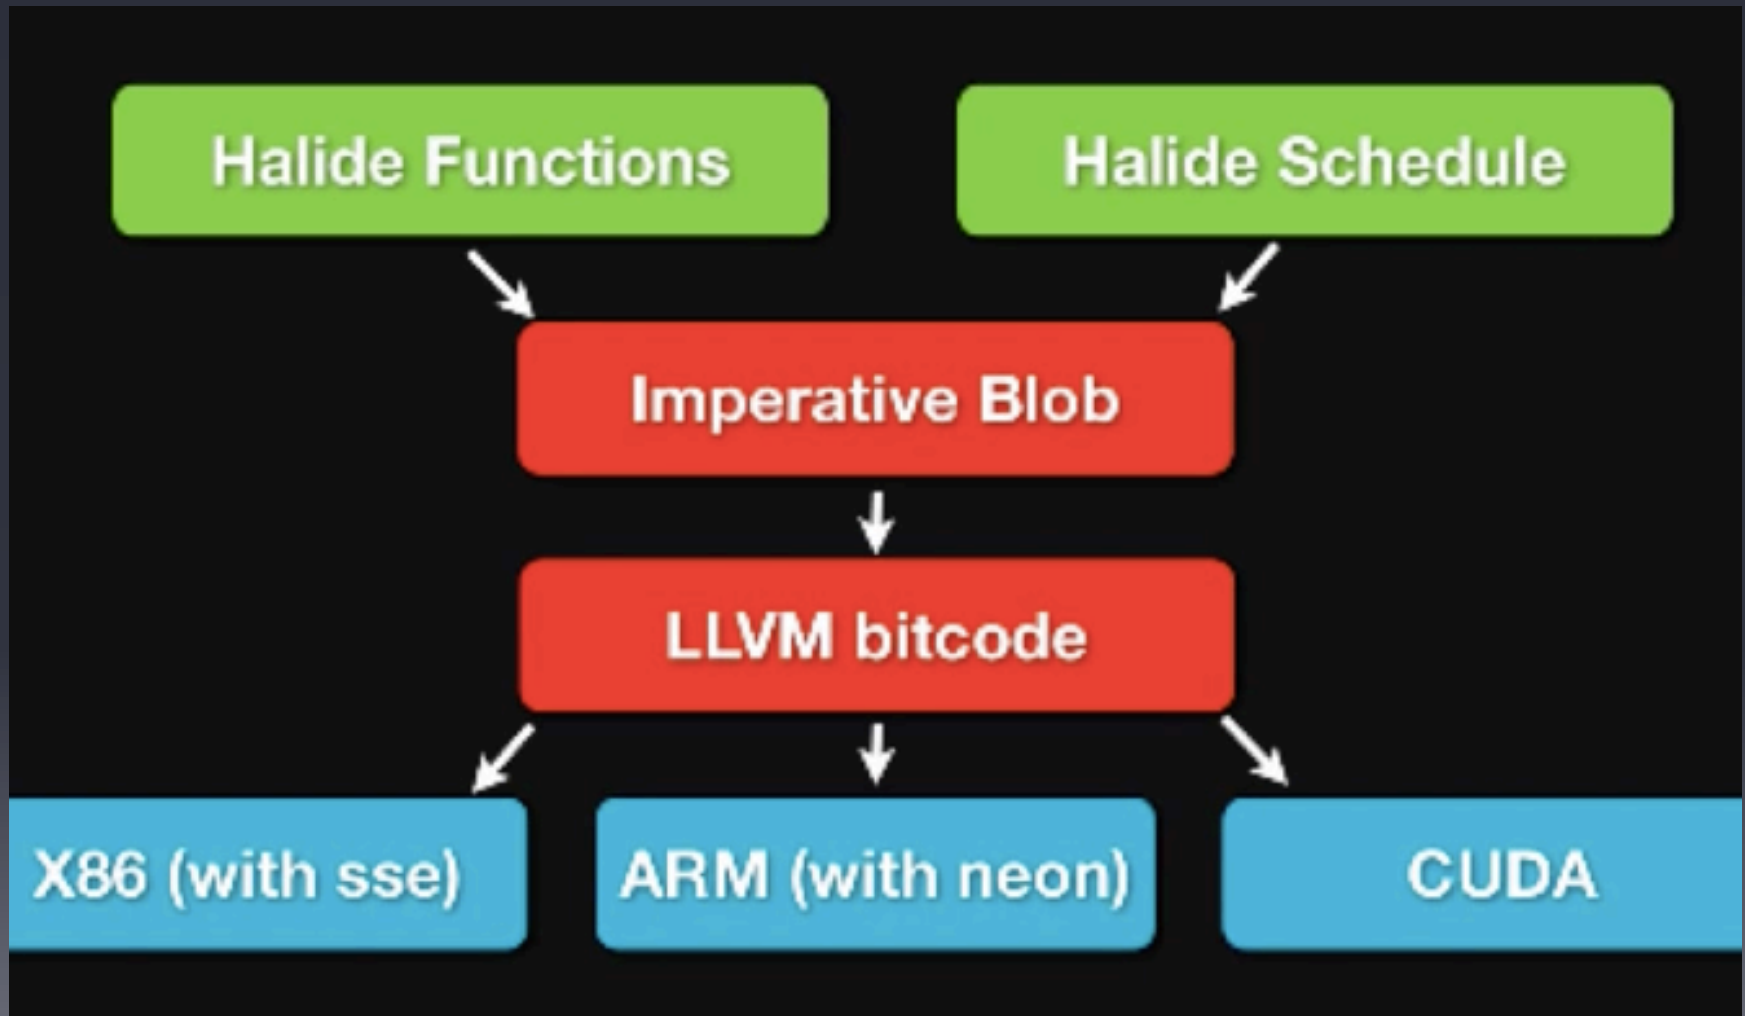 Halide Functions
Halide Schedule
Imperative Blob
LLVM bitcode
X86 (with sse)
ARM (with neon)
CUDA